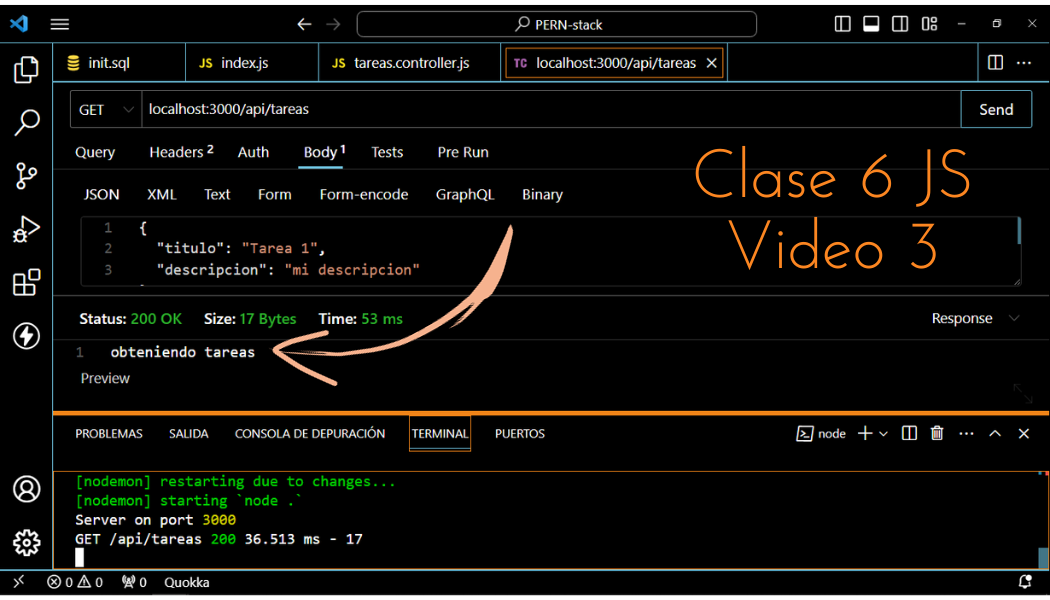 PERN-stack
init.sql JS index.js JS tareas.controller.js TC localhost:3000/api/tareas
GET localhost:3000/api/tareas Send
Query Headers 2 Auth Body 1 Tests Pre Run
JSON XML Text Form Form-encode GraphQL Binary
Clase 6 JS
Video 3
1 {
2 "titulo": "Tarea 1",
3 "descripcion": "mi descripcion"
Status: 200 OK Size: 17 Bytes Time: 53 ms Response
1 obteniendo tareas
Preview
PROBLEMAS SALIDA CONSOLA DE DEPURACIÓN TERMINAL PUERTOS node
[nodemon] restarting due to changes...
[nodemon] starting `node .`
Server on port 3000
GET /api/tareas 200 36.513 ms - 17
0 0 0 Quokka